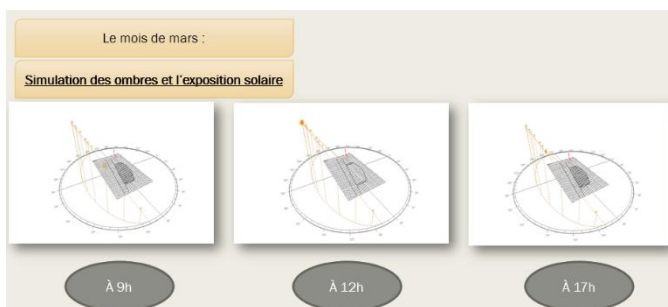 Le mois de mars :
Simulation des ombres et l'exposition solaire
À 9h
À 12h
À 17h